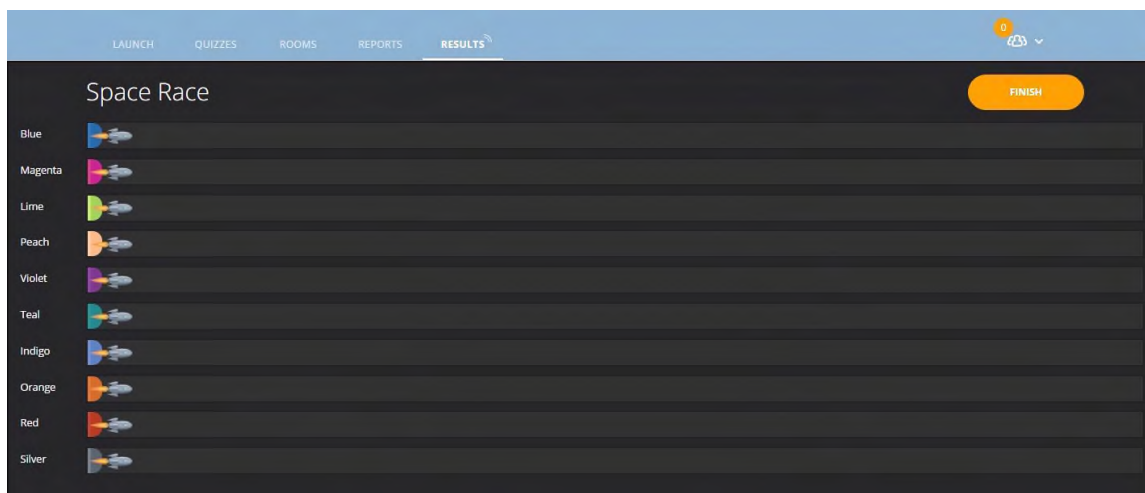 LAUNCH QUIZZES ROOMS REPORTS RESULTS 0
Space Race FINISH
Blue
Magenta
Lime
Peach
Violet
Teal
Indigo
Orange
Red
Silver